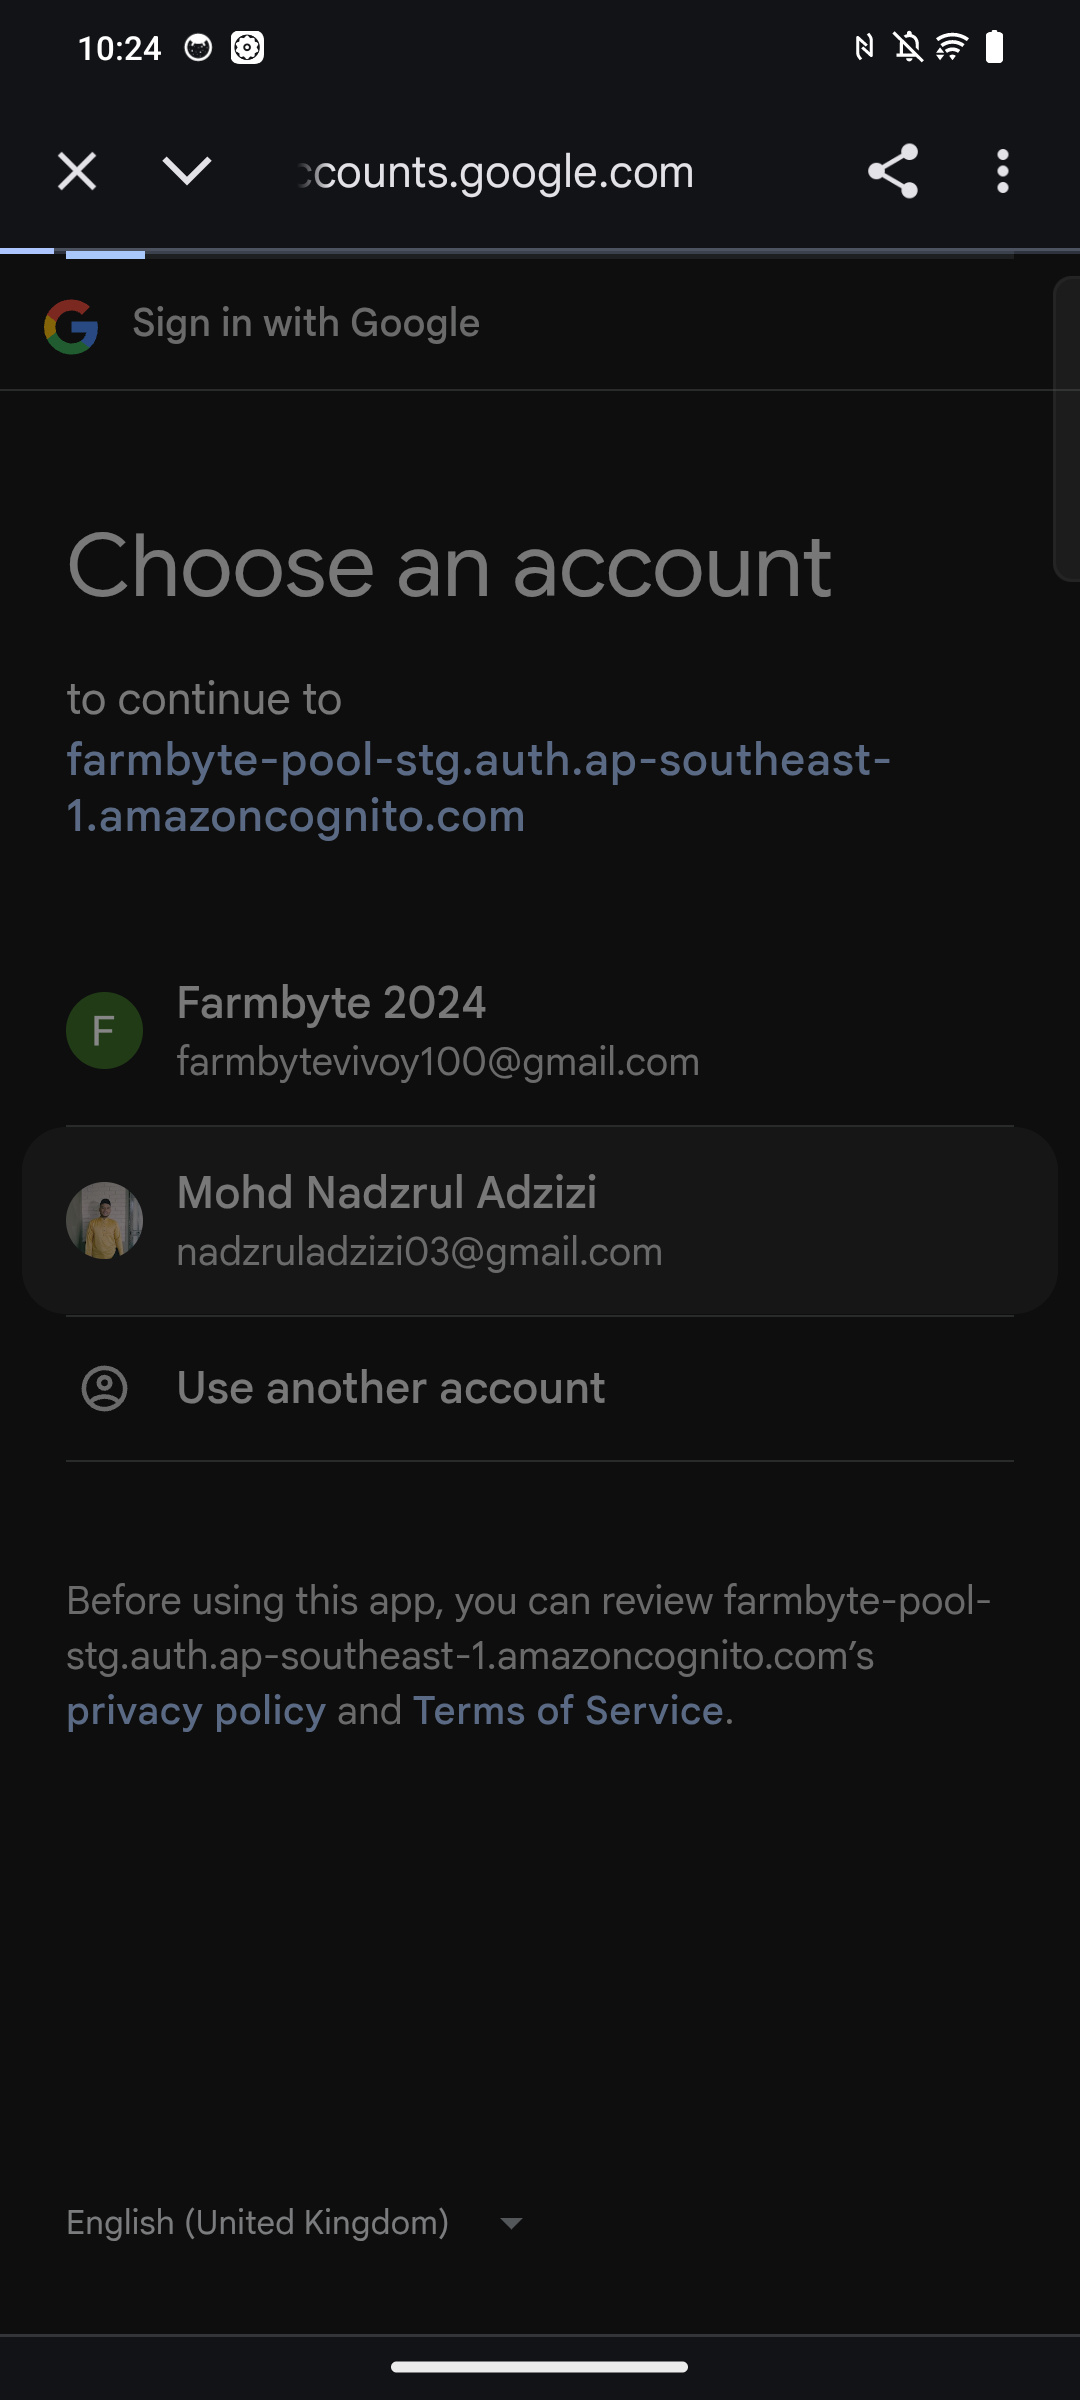 10:24
ccounts.google.com
Sign in with Google
Choose an account
to continue to
farmbyte-pool-stg.auth.ap-southeast-
1.amazoncognito.com
F
Farmbyte 2024
farmbytevivoy100@gmail.com
Mohd Nadzrul Adzizi
nadzruladzizi03@gmail.com
Use another account
Before using this app, you can review farmbyte-pool-
stg.auth.ap-southeast-1.amazoncognito.com’s
privacy policy and Terms of Service.
English (United Kingdom)